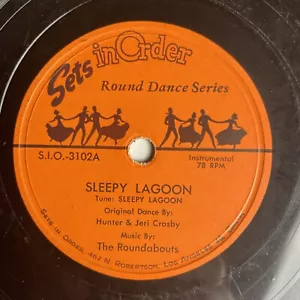 Sets in Order
Round Dance Series
S.I.O.-3102A
Instrumental
78 RPM
SLEEPY LAGOON
Tune: SLEEPY LAGOON
Original Dance By:
Hunter & Jeri Crosby
Music By:
The Roundabouts
SETS IN ORDER, 462 N. ROBERTSON, LOS ANGELES, CALIFORNIA